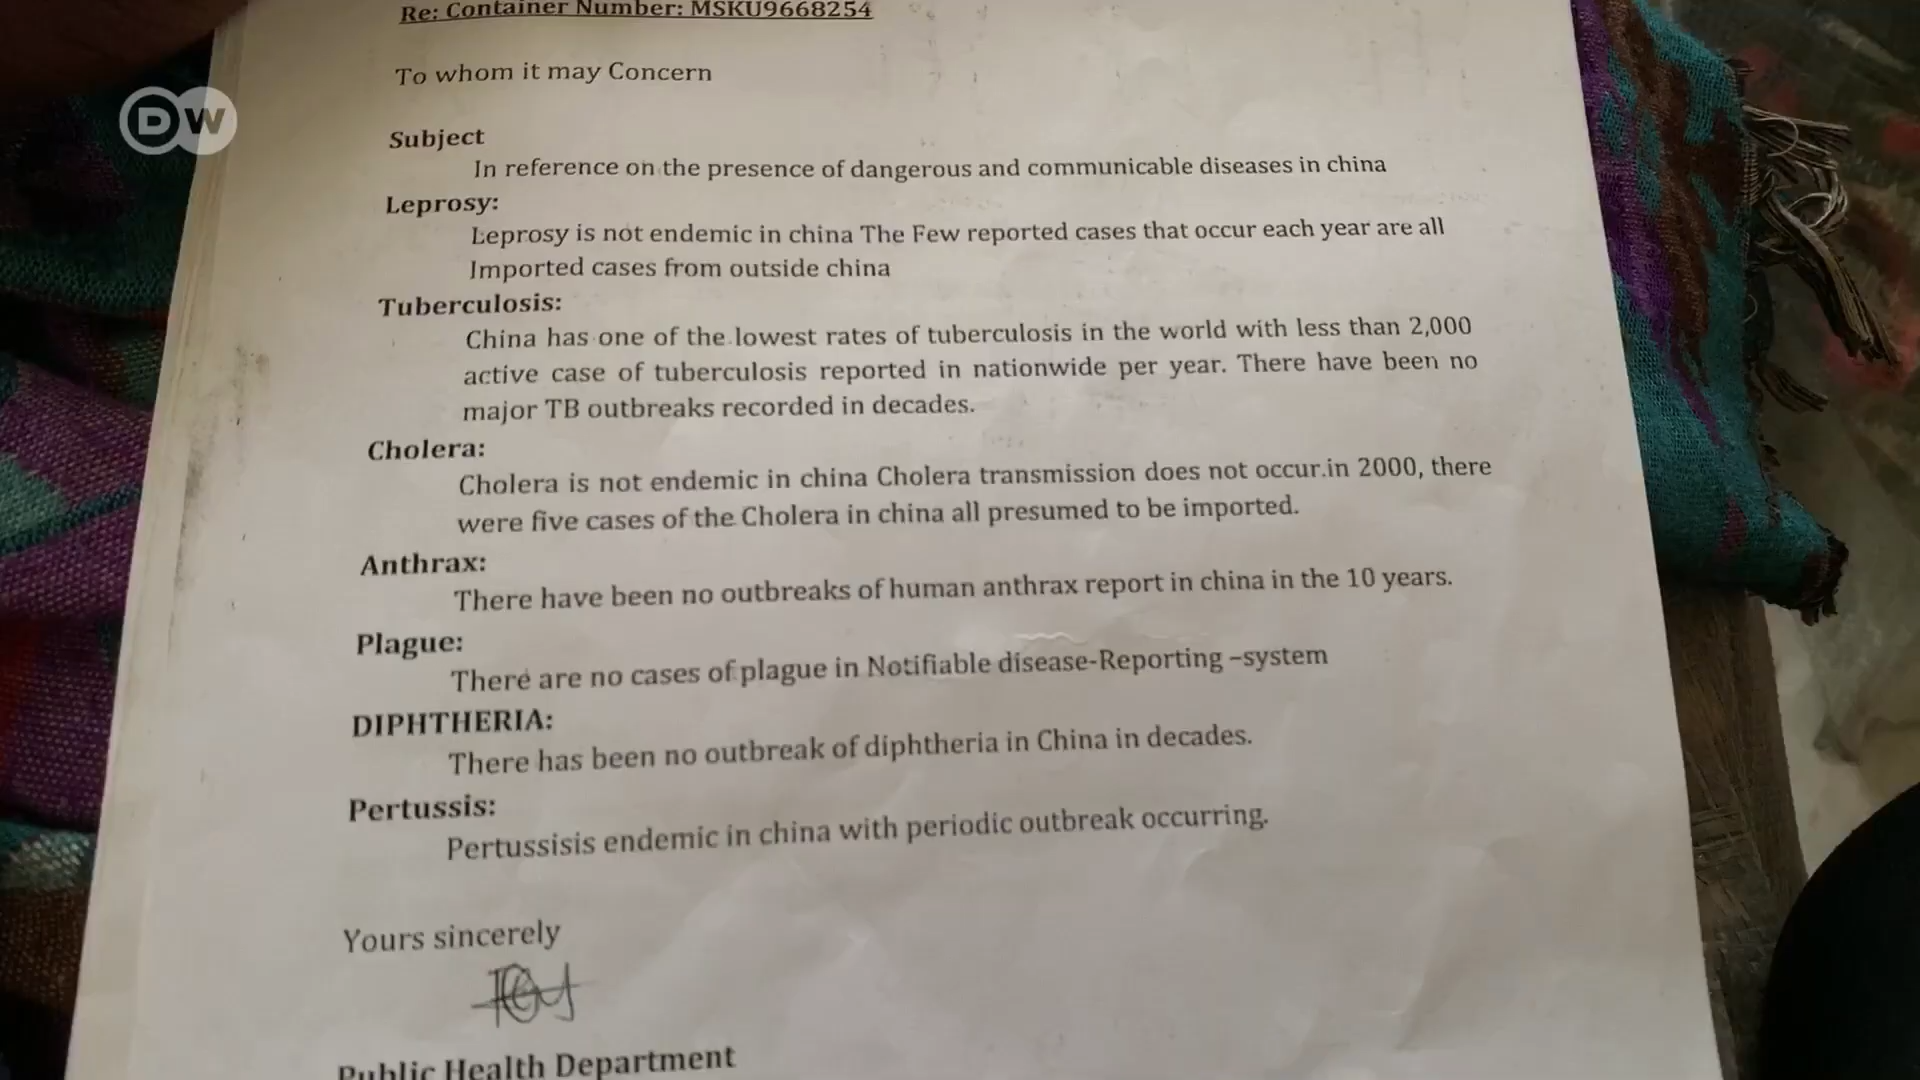 Re: Container Number: MSKU9668254
To whom it may Concern
DW
Subject
In reference on the presence of dangerous and communicable diseases in china
Leprosy:
Leprosy is not endemic in china The Few reported cases that occur each year are all
Imported cases from outside china
Tuberculosis:
China has one of the lowest rates of tuberculosis in the world with less than 2,000
active case of tuberculosis reported in nationwide per year. There have been no
major TB outbreaks recorded in decades.
Cholera:
Cholera is not endemic in china Cholera transmission does not occur.in 2000, there
were five cases of the Cholera in china all presumed to be imported.
Anthrax:
There have been no outbreaks of human anthrax report in china in the 10 years.
Plague:
There are no cases of plague in Notifiable disease-Reporting –system
DIPHTHERIA:
There has been no outbreak of diphtheria in China in decades.
Pertussis:
Pertussisis endemic in china with periodic outbreak occurring.
Yours sincerely
Public Health Department